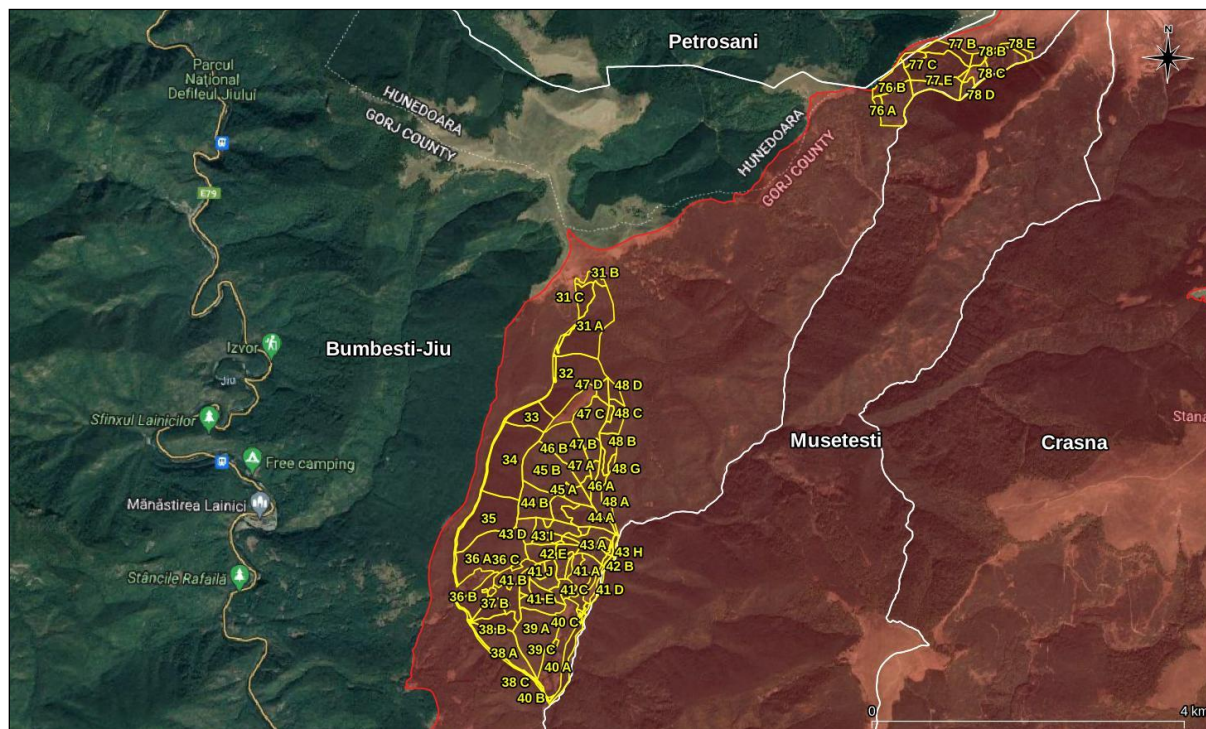 Petrosani
Parcul
Național
Defileul Jiului
HUNEDOARA
GORJ COUNTY
HUNEDOARA
GORJ COUNTY
N
77 B
78 B
78 E
77 C
78 C
76 B
77 E
78 D
76 A
E79
31 B
31 C
31 A
Izvor
Bumbesti-Jiu
32
47 D
48 D
Jiu
33
47 C
48 C
Sfinxul Lainicilor
Musetesti
Crasna
Stana
46 B
47 B
48 B
34
45 B
47 A
48 G
Free camping
46 A
45 A
Mănăstirea Lainici
44 B
48 A
35
44 A
43 D
43 I
43 A
43 H
36 A
36 C
42 E
42 B
41 J
41 A
Stâncile Rafailă
41 B
41 C
41 D
36 B
37 B
41 E
38 B
39 A
40 C
38 A
39 C
40 A
38 C
40 B
0
4 km